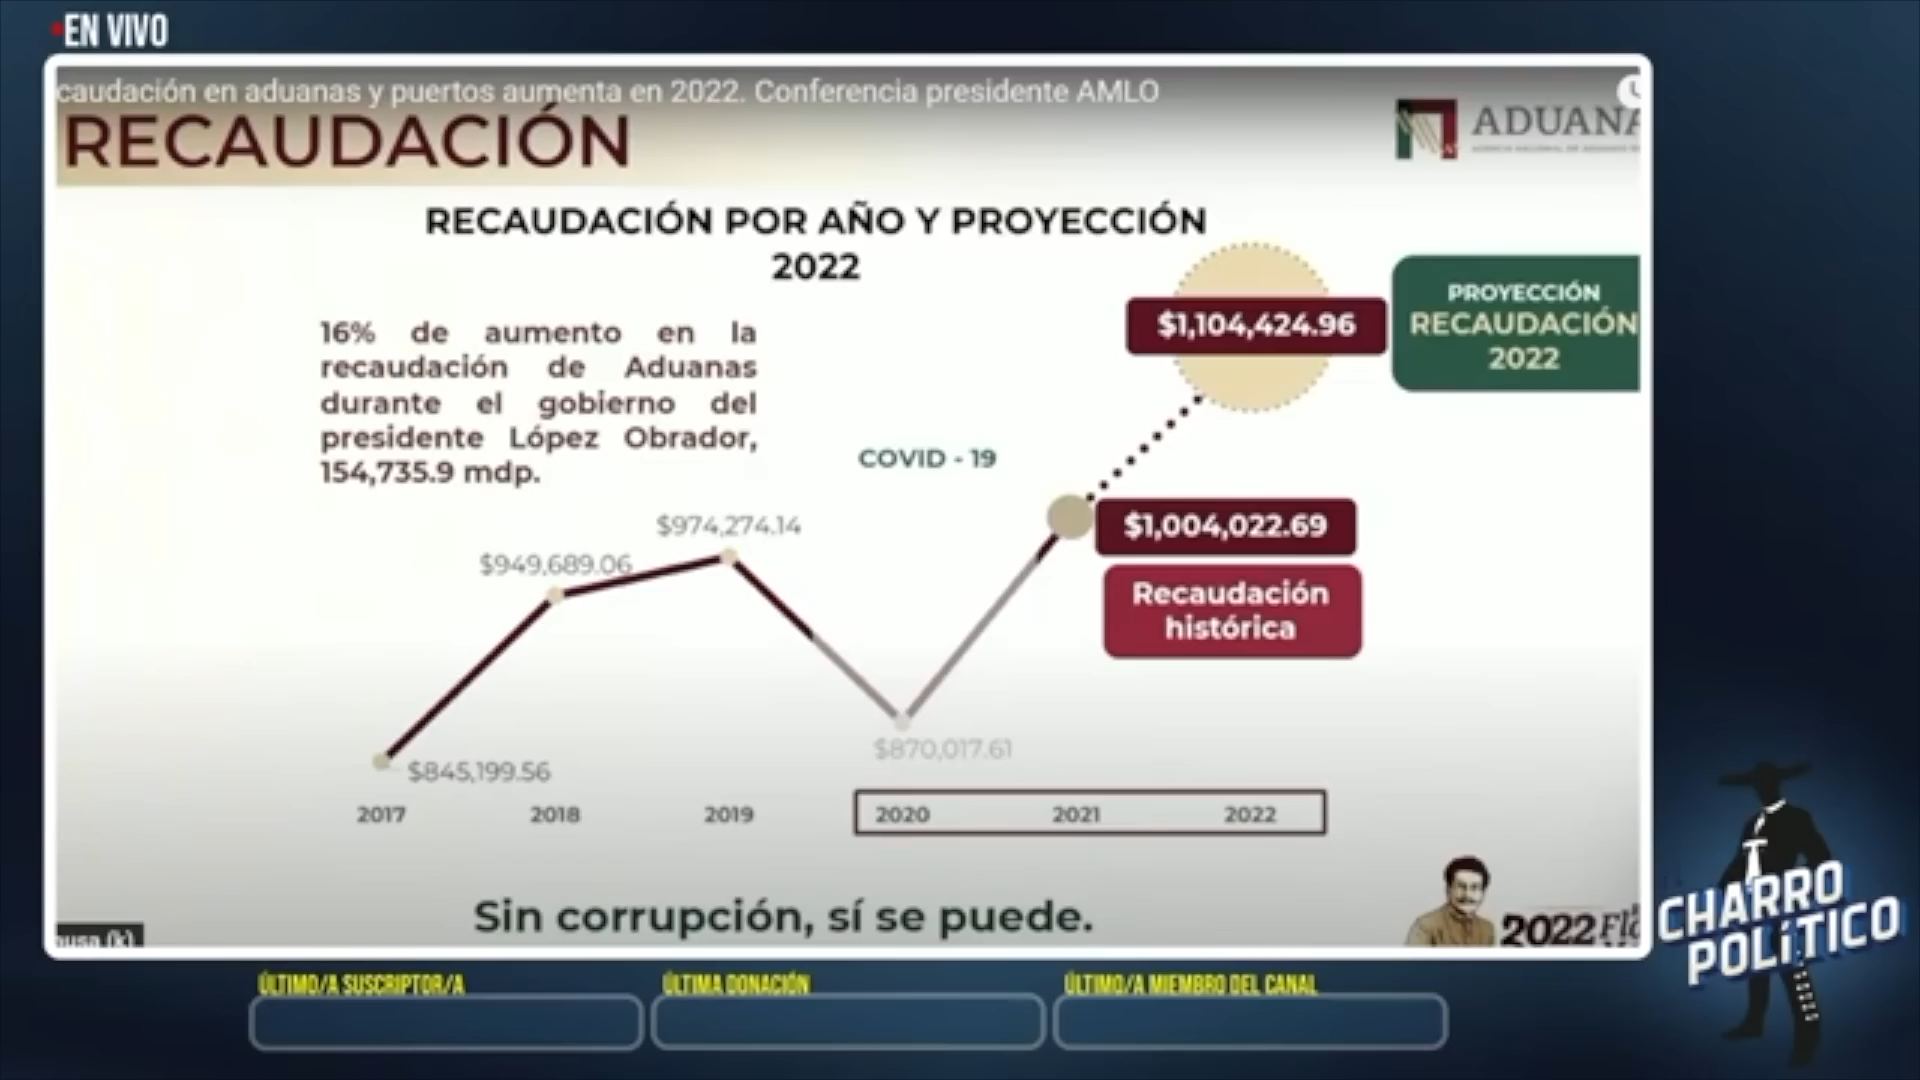 EN VIVO
caudación en aduanas y puertos aumenta en 2022. Conferencia presidente AMLO
RECAUDACIÓN
ADUANA
RECAUDACIÓN POR AÑO Y PROYECCIÓN
2022
16% de aumento en la
recaudación de Aduanas
durante el gobierno del
presidente López Obrador,
154,735.9 mdp.
$1,104,424.96
PROYECCIÓN
RECAUDACIÓN
2022
COVID - 19
$974,274.14
$949,689.06
$1,004,022.69
Recaudación
histórica
$870,017.61
$845,199.56
2017 2018 2019 2020 2021 2022
Sin corrupción, sí se puede.
2022 Flo
ausa (k)
CHARRO
POLÍTICO
ÚLTIMO/A SUSCRIPTOR/A
ÚLTIMA DONACIÓN
ÚLTIMO/A MIEMBRO DEL CANAL